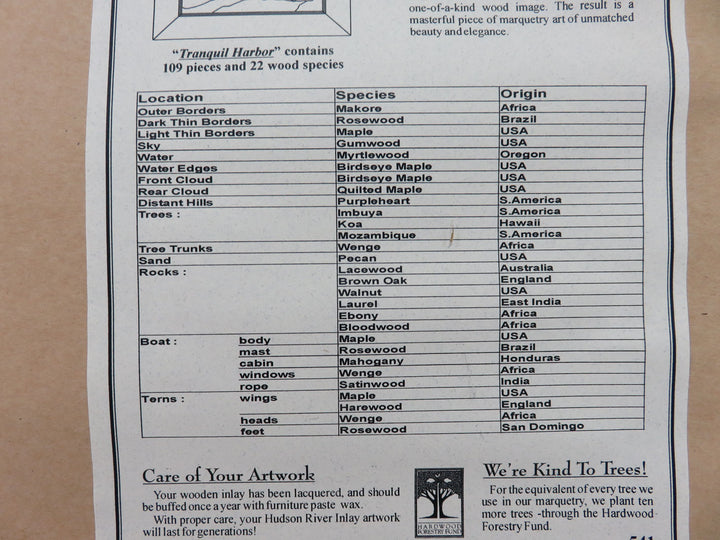 one-of-a-kind wood image. The result is a
masterful piece of marquetry art of unmatched
beauty and elegance.
"Tranquil Harbor" contains
109 pieces and 22 wood species
Location Species Origin
Outer Borders Makore Africa
Dark Thin Borders Rosewood Brazil
Light Thin Borders Maple USA
Sky Gumwood USA
Water Myrtlewood Oregon
Water Edges Birdseye Maple USA
Front Cloud Birdseye Maple USA
Rear Cloud Quilted Maple USA
Distant Hills Purpleheart S.America
Trees : Imbuya S.America
Koa Hawaii
Mozambique S.America
Tree Trunks Wenge Africa
Sand Pecan USA
Rocks : Lacewood Australia
Brown Oak England
Walnut USA
Laurel East India
Ebony Africa
Bloodwood Africa
Boat : body Maple USA
mast Rosewood Brazil
cabin Mahogany Honduras
windows Wenge Africa
rope Satinwood India
Terns : wings Maple USA
Harewood England
heads Wenge Africa
feet Rosewood San Domingo
Care of Your Artwork
Your wooden inlay has been lacquered, and should
be buffed once a year with furniture paste wax.
With proper care, your Hudson River Inlay artwork
will last for generations!
HARDWOOD
FORESTRY FUND
We're Kind To Trees!
For the equivalent of every tree we
use in our marquetry, we plant ten
more trees -through the Hardwood
Forestry Fund.